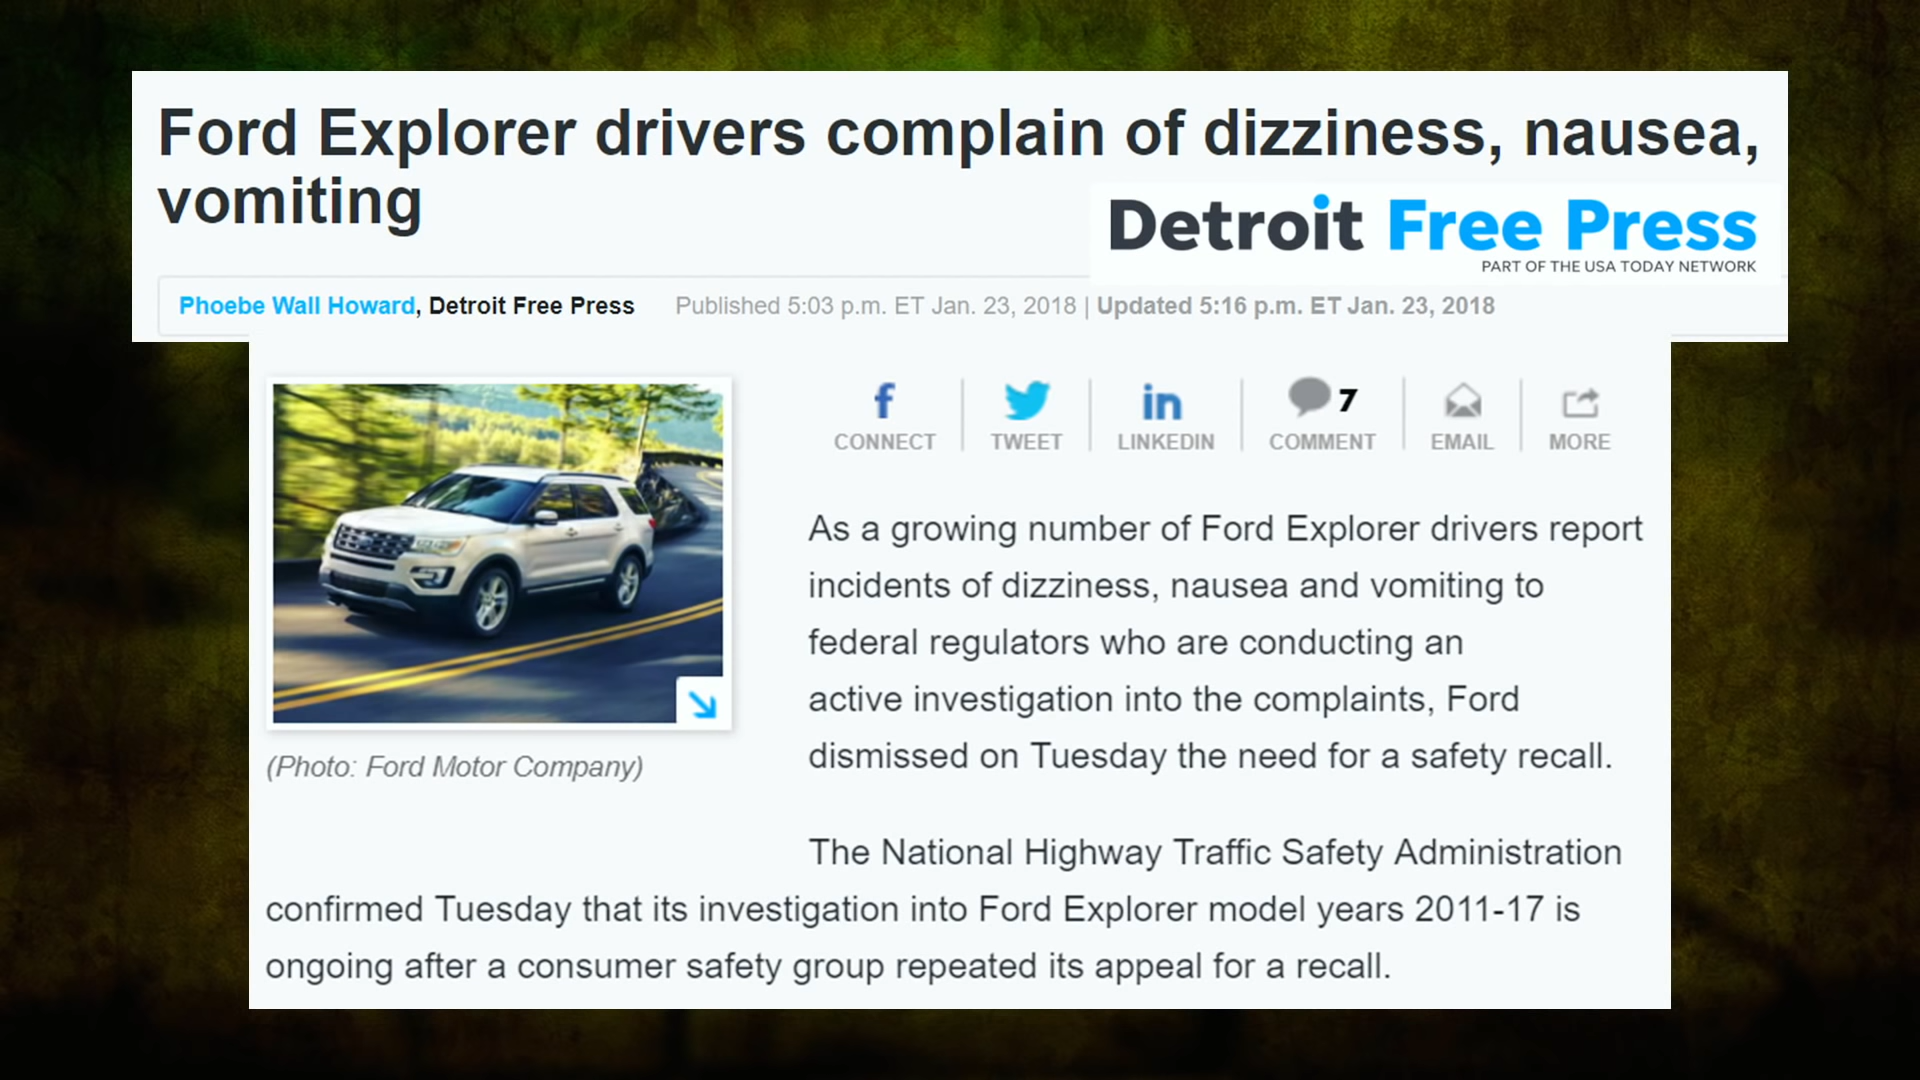 Ford Explorer drivers complain of dizziness, nausea,
vomiting
Detroit Free Press
PART OF THE USA TODAY NETWORK
Phoebe Wall Howard, Detroit Free Press Published 5:03 p.m. ET Jan. 23, 2018 | Updated 5:16 p.m. ET Jan. 23, 2018
7
CONNECT TWEET LINKEDIN COMMENT EMAIL MORE
(Photo: Ford Motor Company)
As a growing number of Ford Explorer drivers report
incidents of dizziness, nausea and vomiting to
federal regulators who are conducting an
active investigation into the complaints, Ford
dismissed on Tuesday the need for a safety recall.
The National Highway Traffic Safety Administration
confirmed Tuesday that its investigation into Ford Explorer model years 2011-17 is
ongoing after a consumer safety group repeated its appeal for a recall.